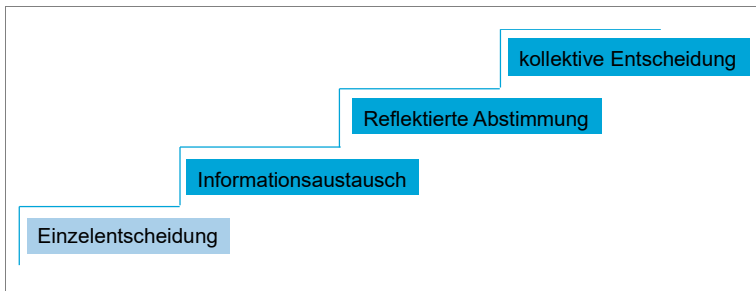 kollektive Entscheidung
Reflektierte Abstimmung
Informationsaustausch
Einzelentscheidung